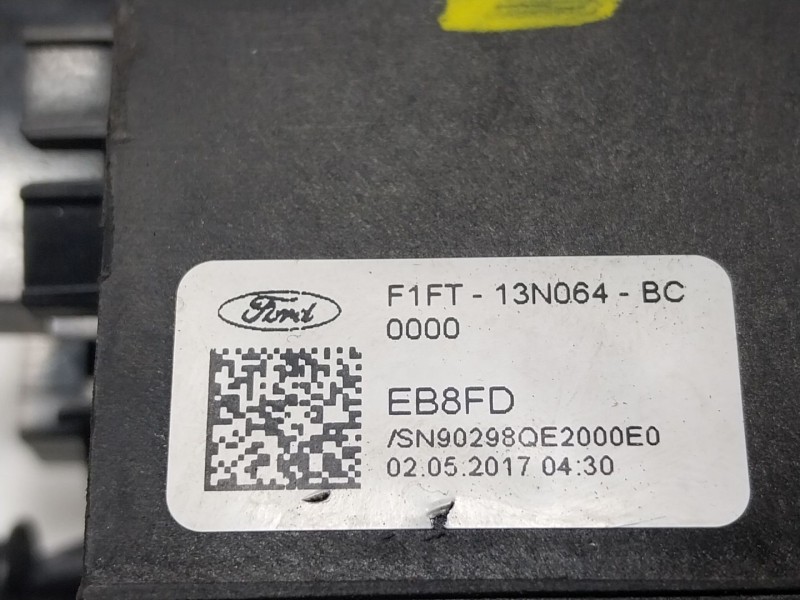 Ford
F1FT - 13N064 - BC
0000
EB8FD
/SN90298QE2000E0
02.05.2017 04:30